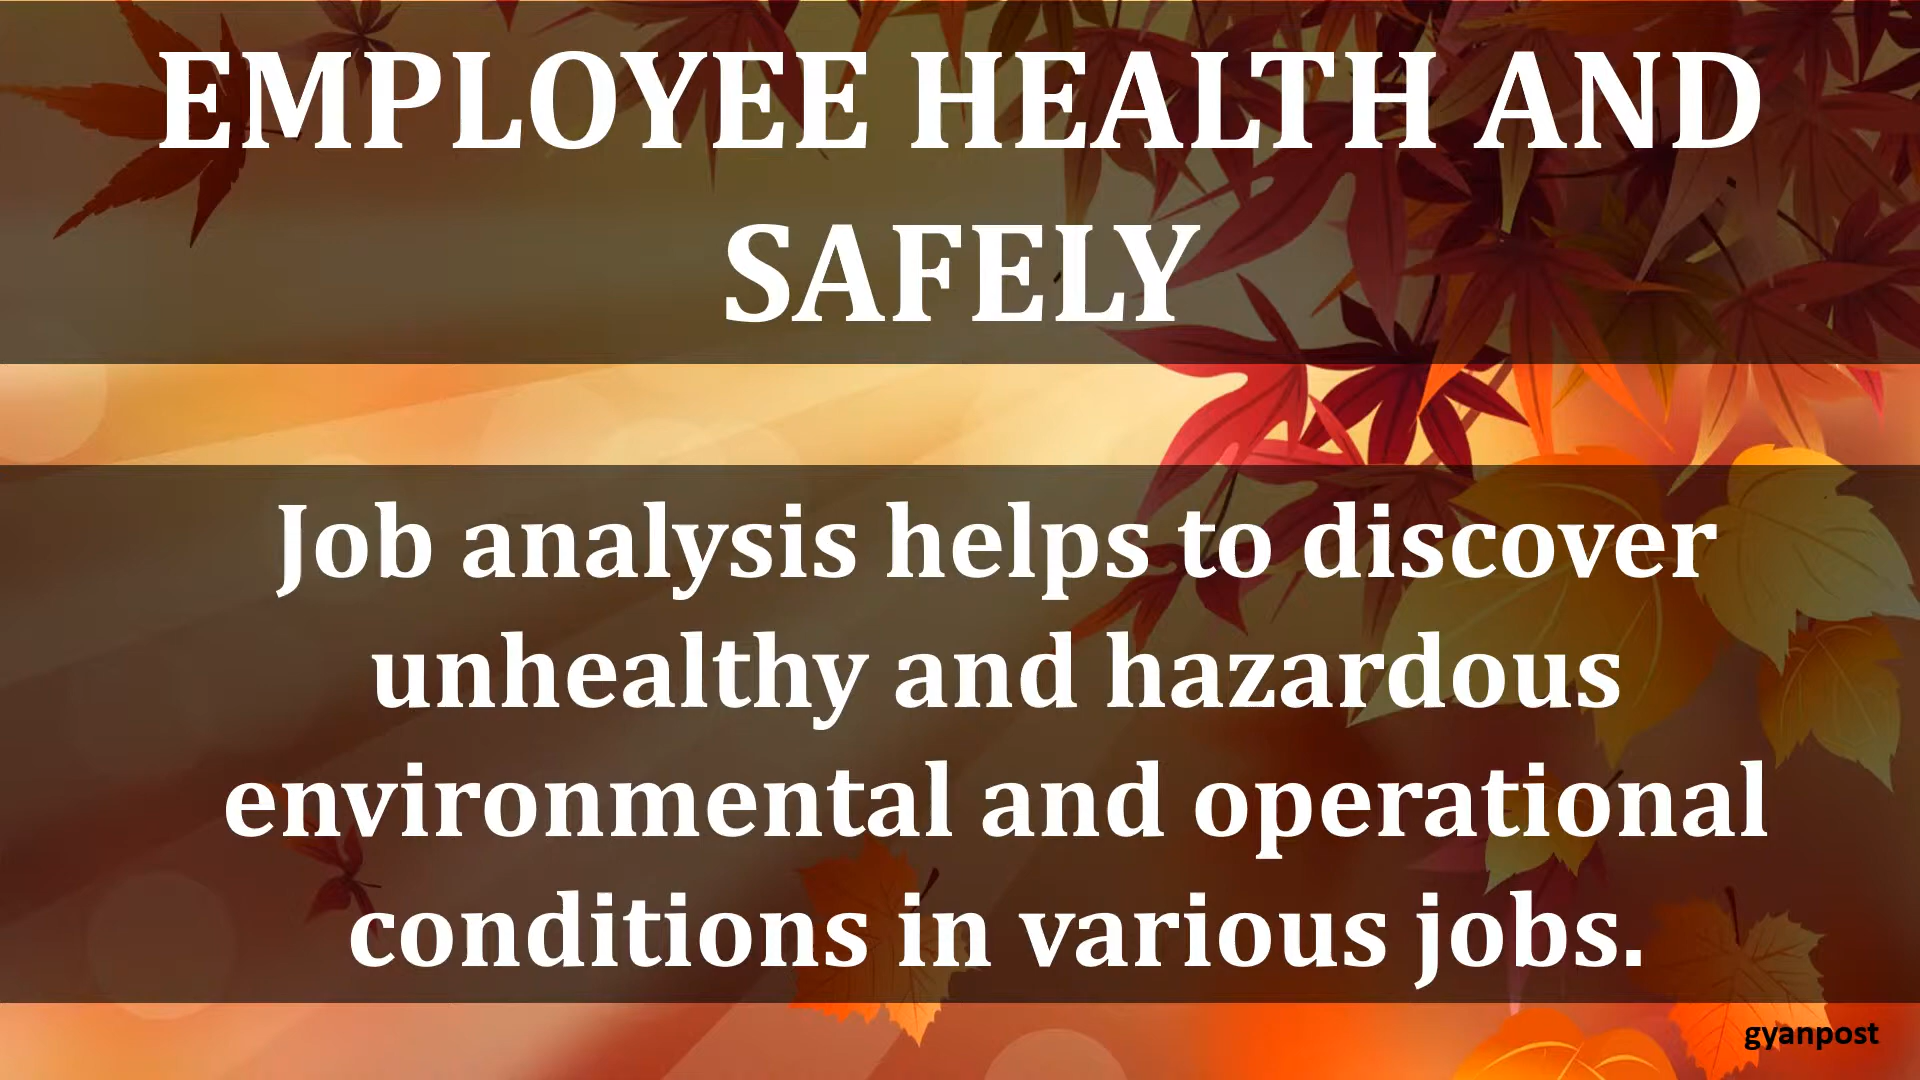 EMPLOYEE HEALTH AND
SAFELY
Job analysis helps to discover
unhealthy and hazardous
environmental and operational
conditions in various jobs.
gyanpost